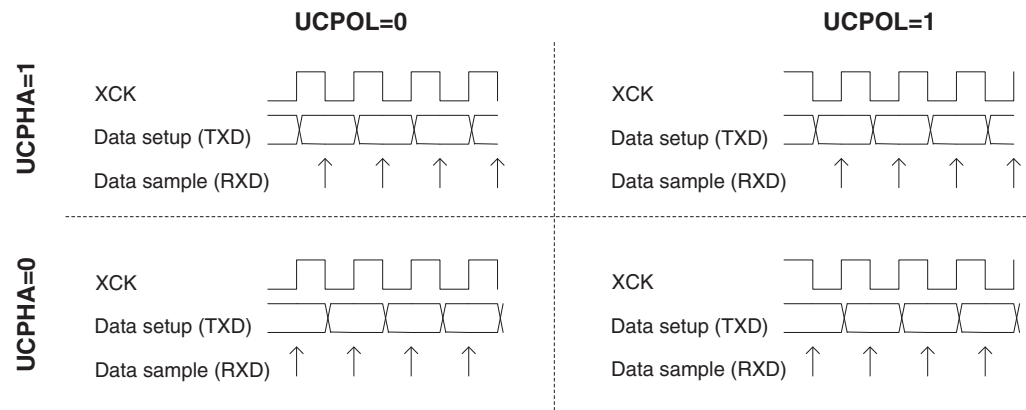 UCPOL=0
UCPOL=1
UCPHA=1
XCK
Data setup (TXD)
Data sample (RXD)
XCK
Data setup (TXD)
Data sample (RXD)
UCPHA=0
XCK
Data setup (TXD)
Data sample (RXD)
XCK
Data setup (TXD)
Data sample (RXD)